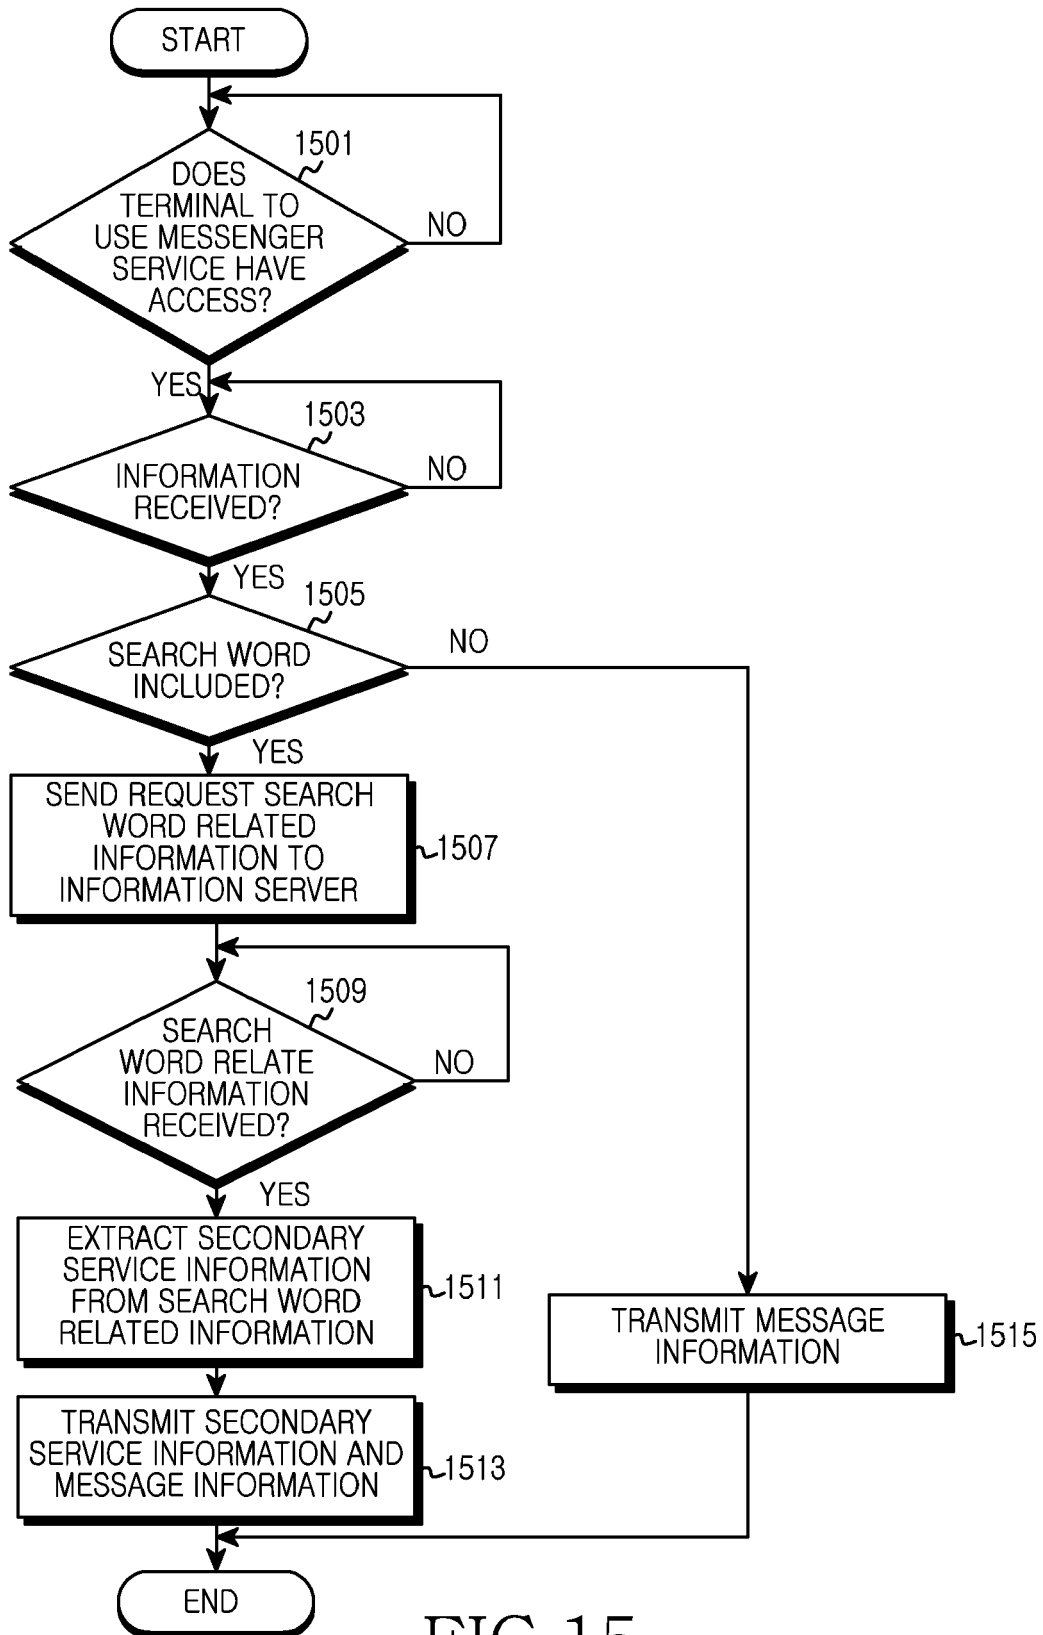 START
1501
DOES
TERMINAL TO
USE MESSENGER
SERVICE HAVE
ACCESS?
NO
YES
1503
INFORMATION
RECEIVED?
NO
YES
1505
SEARCH WORD
INCLUDED?
NO
YES
SEND REQUEST SEARCH
WORD RELATED
INFORMATION TO
INFORMATION SERVER
1507
1509
SEARCH
WORD RELATE
INFORMATION
RECEIVED?
NO
YES
EXTRACT SECONDARY
SERVICE INFORMATION
FROM SEARCH WORD
RELATED INFORMATION
1511
TRANSMIT MESSAGE
INFORMATION
1515
TRANSMIT SECONDARY
SERVICE INFORMATION AND
MESSAGE INFORMATION
1513
END
FIG.15